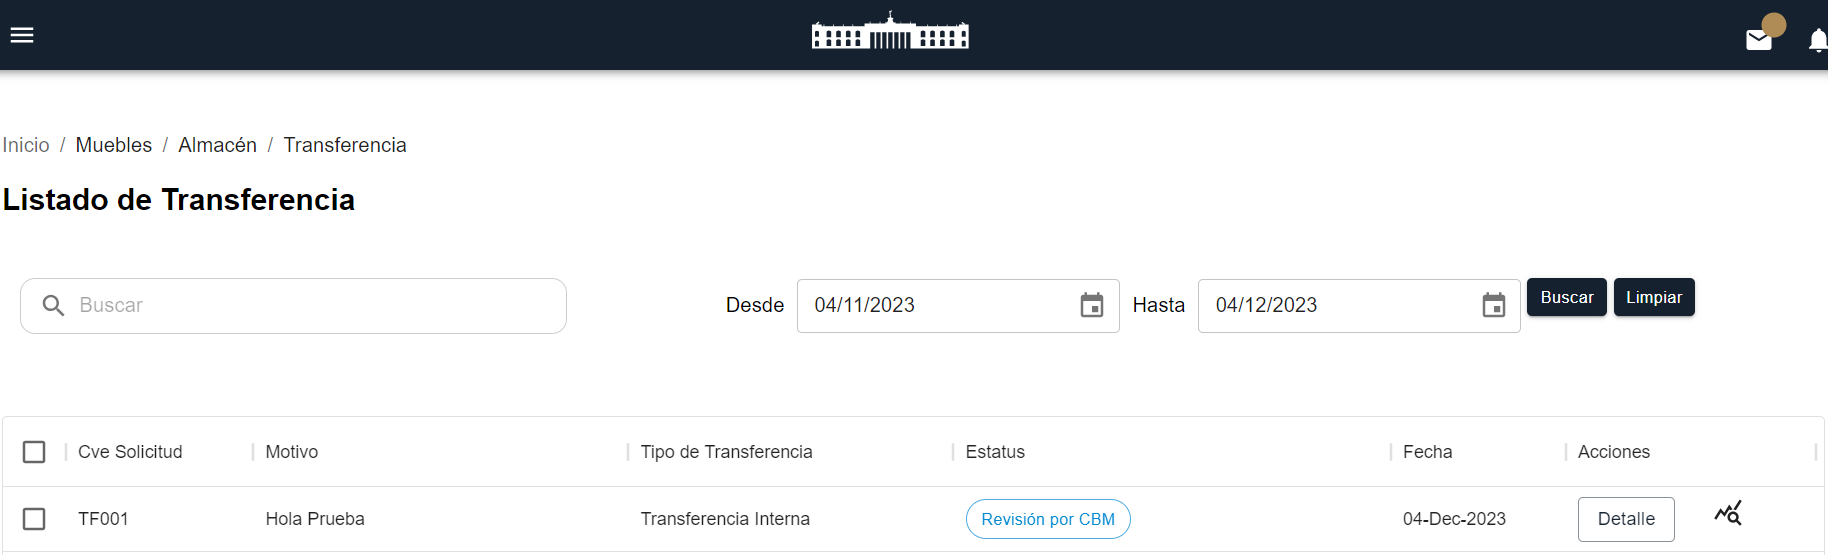 Inicio / Muebles / Almacén / Transferencia
Listado de Transferencia
Buscar Desde 04/11/2023 Hasta 04/12/2023 Buscar Limpiar
Cve Solicitud Motivo Tipo de Transferencia Estatus Fecha Acciones
TF001 Hola Prueba Transferencia Interna Revisión por CBM 04-Dec-2023 Detalle